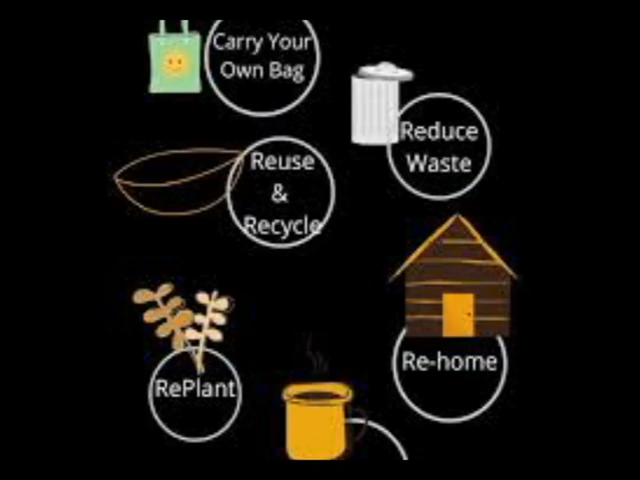 Carry Your
Own Bag
Reduce
Waste
Reuse
&
Recycle
Re-home
RePlant